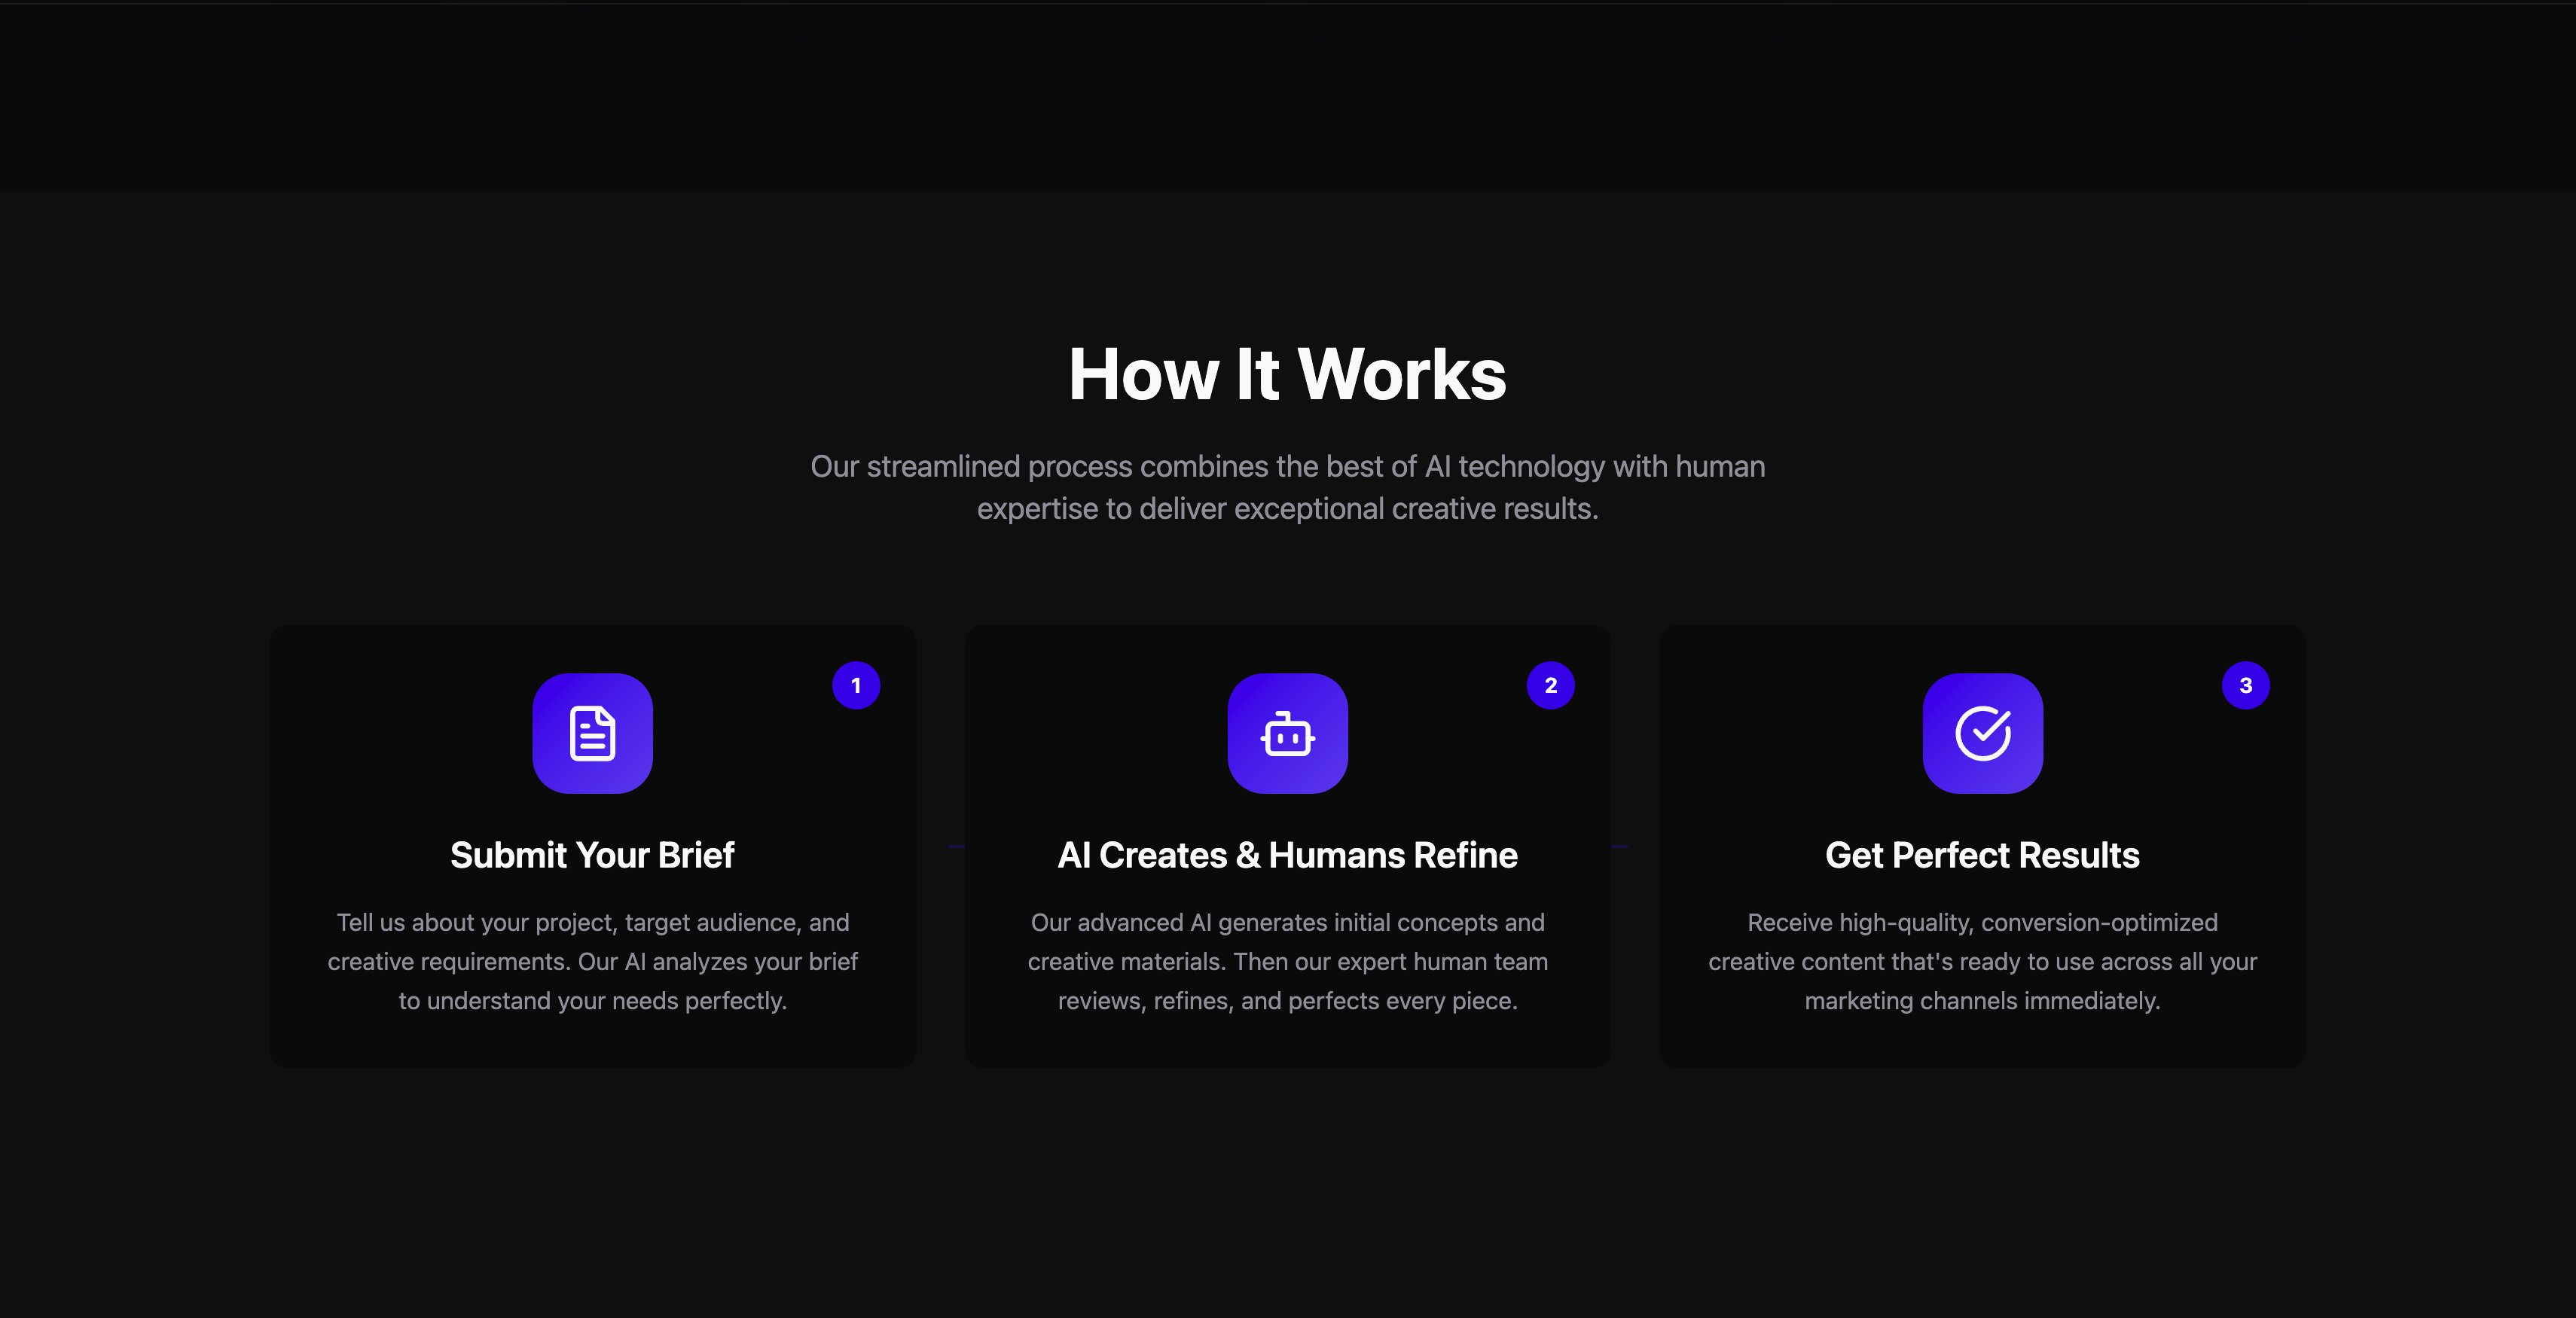 How It Works
Our streamlined process combines the best of AI technology with human
expertise to deliver exceptional creative results.
1
Submit Your Brief
Tell us about your project, target audience, and
creative requirements. Our AI analyzes your brief
to understand your needs perfectly.
2
AI Creates & Humans Refine
Our advanced AI generates initial concepts and
creative materials. Then our expert human team
reviews, refines, and perfects every piece.
3
Get Perfect Results
Receive high-quality, conversion-optimized
creative content that's ready to use across all your
marketing channels immediately.